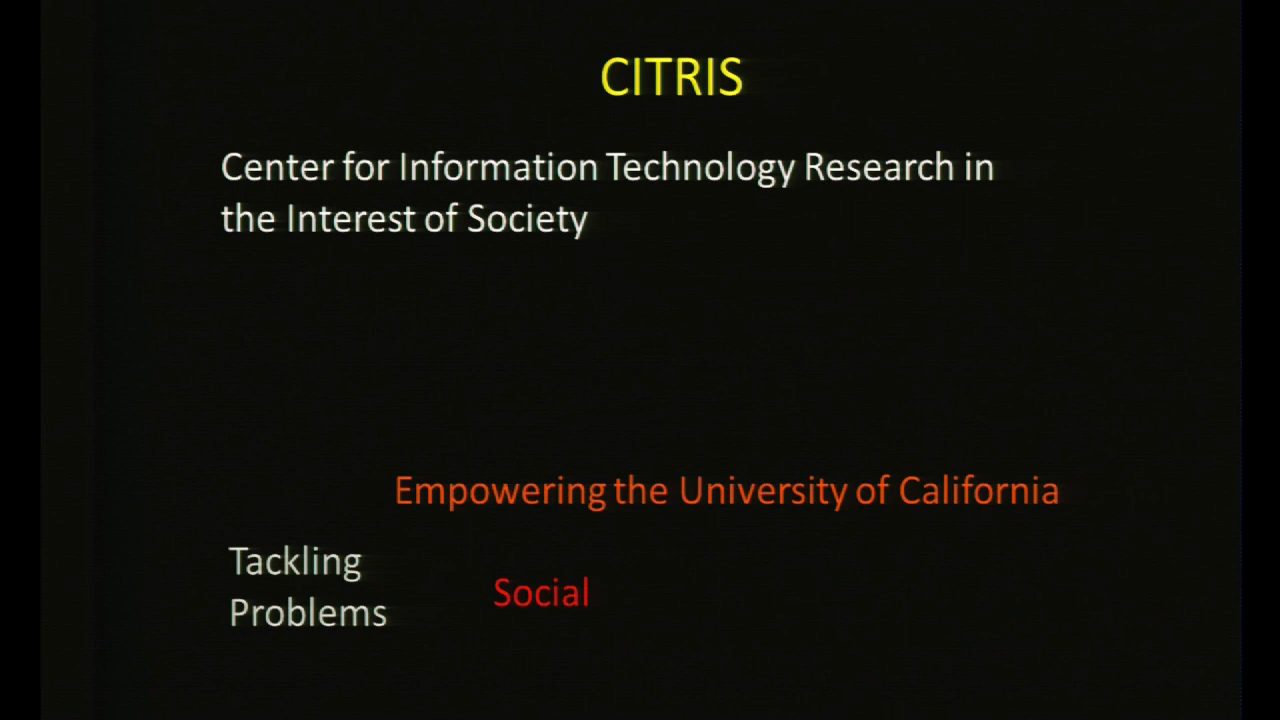 CITRIS
Center for Information Technology Research in
the Interest of Society
Empowering the University of California
Tackling
Problems
Social